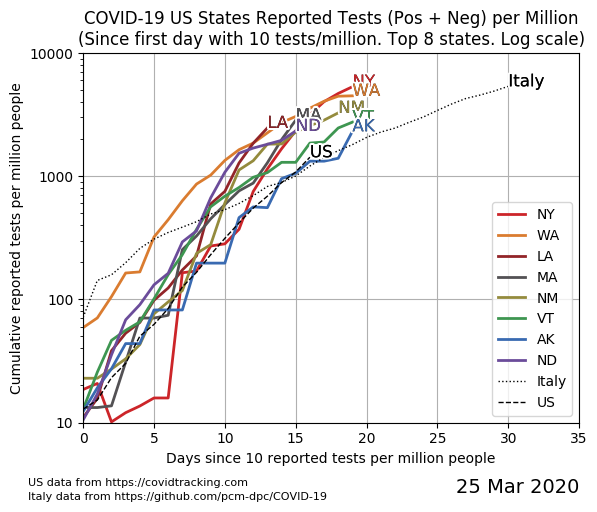 COVID-19 US States Reported Tests (Pos + Neg) per Million
(Since first day with 10 tests/million. Top 8 states. Log scale)
Cumulative reported tests per million people
10000
1000
100
10
NY
WA
LA
MA
NM
VT
ND
AK
US
Italy
NY
WA
LA
MA
NM
VT
AK
ND
Italy
US
0 5 10 15 20 25 30 35
Days since 10 reported tests per million people
US data from https://covidtracking.com
Italy data from https://github.com/pcm-dpc/COVID-19
25 Mar 2020